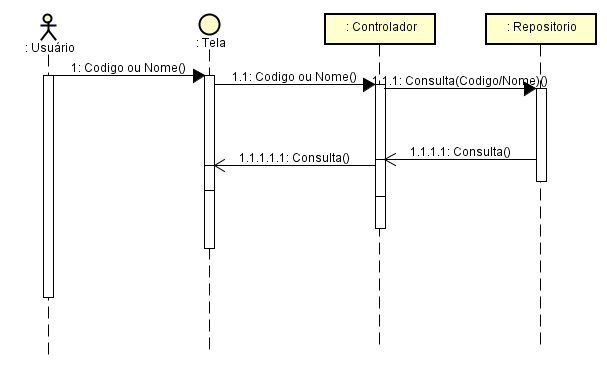 : Usuário
: Tela
: Controlador
: Repositorio
1: Codigo ou Nome()
1.1: Codigo ou Nome()
1.1.1: Consulta(Codigo/Nome)()
1.1.1.1: Consulta()
1.1.1.1.1: Consulta()